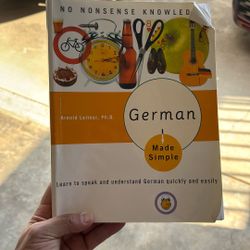 NO NONSENSE KNOWLED
Arnold Leitner, Ph.D.
German
Made
Simple
Learn to speak and understand German quickly and easily